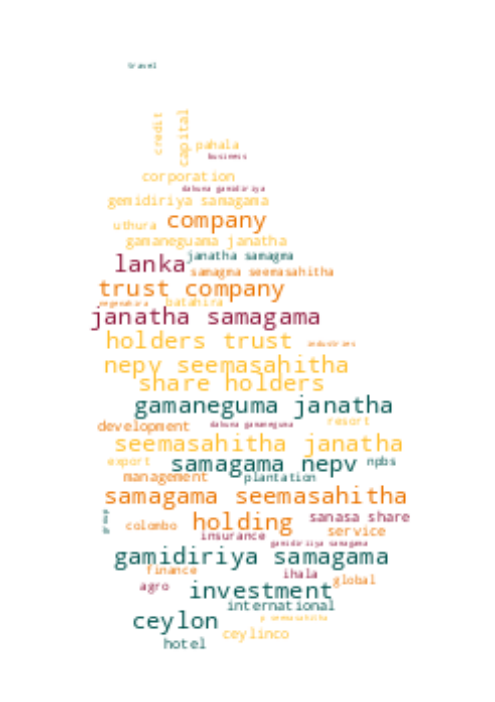 travel
credit
capital
pahala
business
corporation
dakuna gamidiriya
gemidiriya samagama
uthura
company
gamaneguama janatha
janatha samagma
lanka
samagma seemasahitha
trust company
negenahira
batahira
janatha samagama
holders trust
industries
nepv seemasahitha
share holders
gamaneguma janatha
development
dakuna gamaneguma
resort
seemasahitha janatha
export
samagama nepv
npbs
management
plantation
samagama seemasahitha
group
colombo
holding
sanasa share
service
insurance
gamidiriya samagama
gamidiriya samagama
finance
ihala
global
agro
investment
international
ceylon
p seemasahitha
ceylinco
hotel